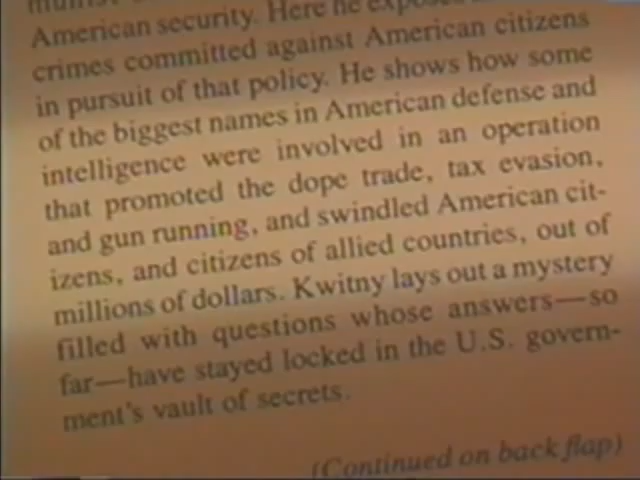 American security. Here he
crimes committed against American citizens
in pursuit of that policy. He shows how some
of the biggest names in American defense and
intelligence were involved in an operation
that promoted the dope trade, tax evasion,
and gun running, and swindled American cit-
izens, and citizens of allied countries, out of
millions of dollars. Kwitny lays out a mystery
filled with questions whose answers—so
far—have stayed locked in the U.S. govern-
ment's vault of secrets.
(Continued on back flap)